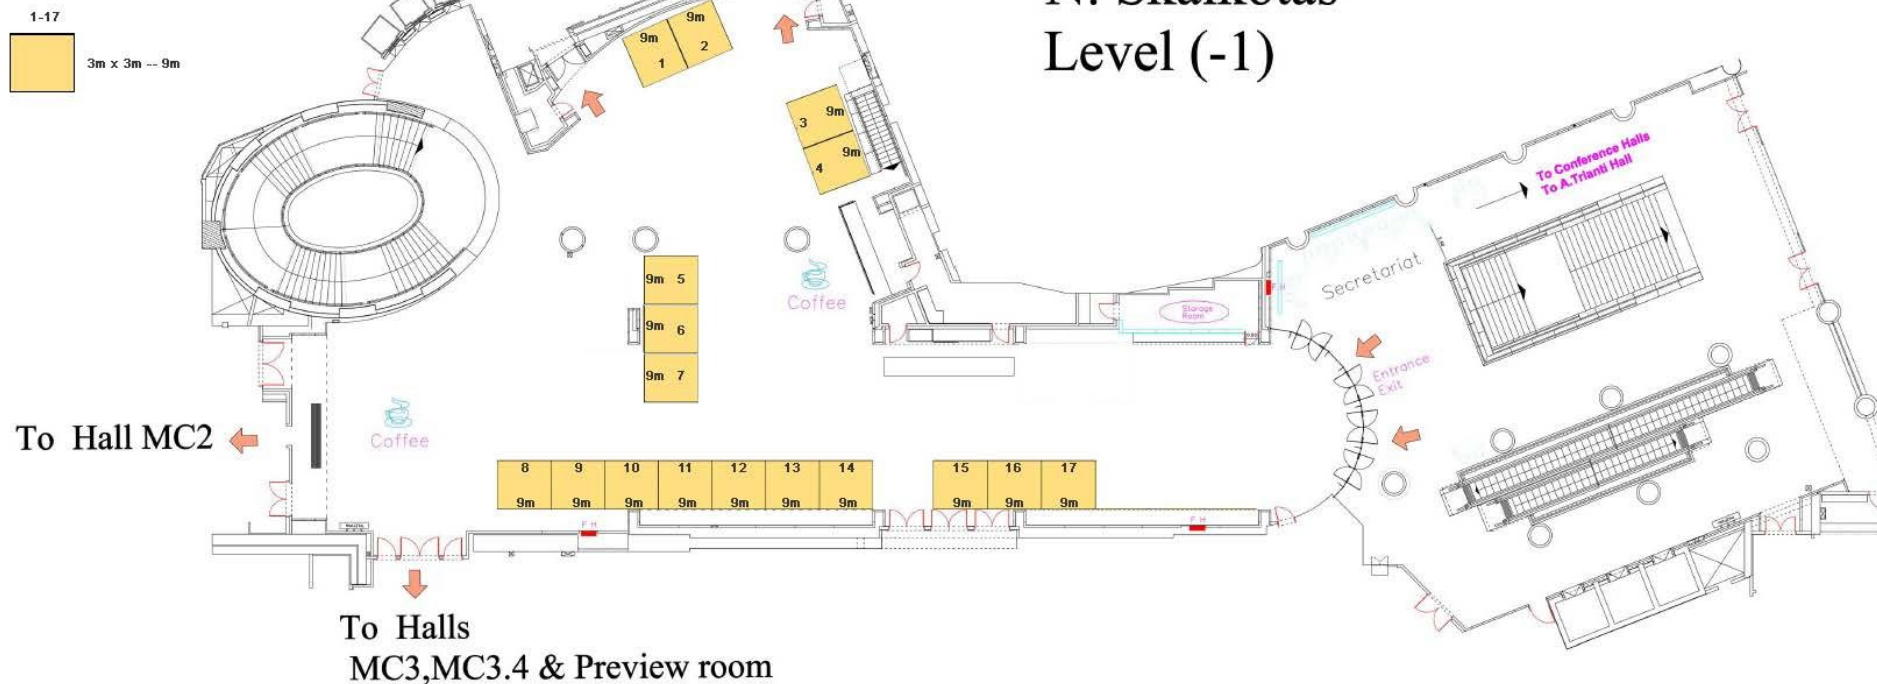 1-17
3m x 3m -- 9m
N. Skalkotas
Level (-1)
9m
2
9m
1
3
9m
9m
4
To Conference Halls
To A.Trianti Hall
Secretariat
9m 5
9m 6
9m 7
Coffee
Storage
Room
F.H
Entrance
Exit
To Hall MC2
Coffee
8 9 10 11 12 13 14 15 16 17
9m 9m 9m 9m 9m 9m 9m 9m 9m 9m
F H
F H
To Halls
MC3,MC3.4 & Preview room